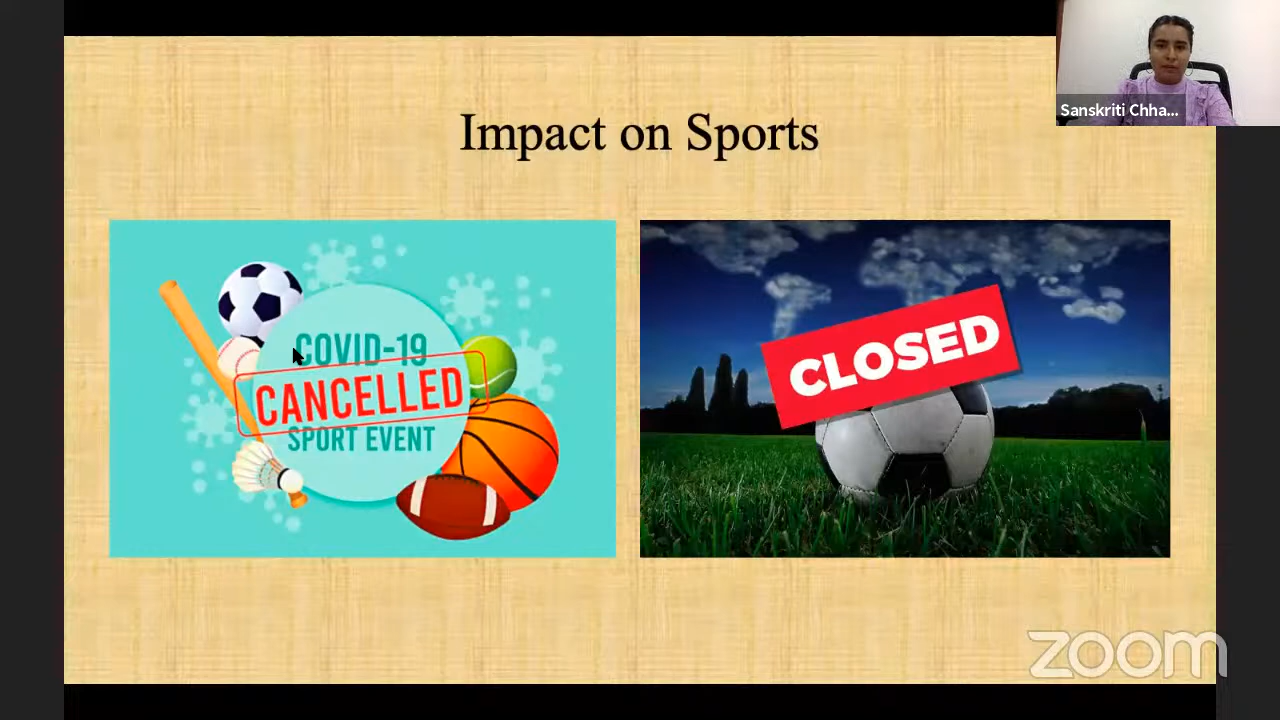 Sanskriti Chha...
Impact on Sports
COVID-19
CANCELLED
SPORT EVENT
CLOSED
zoom